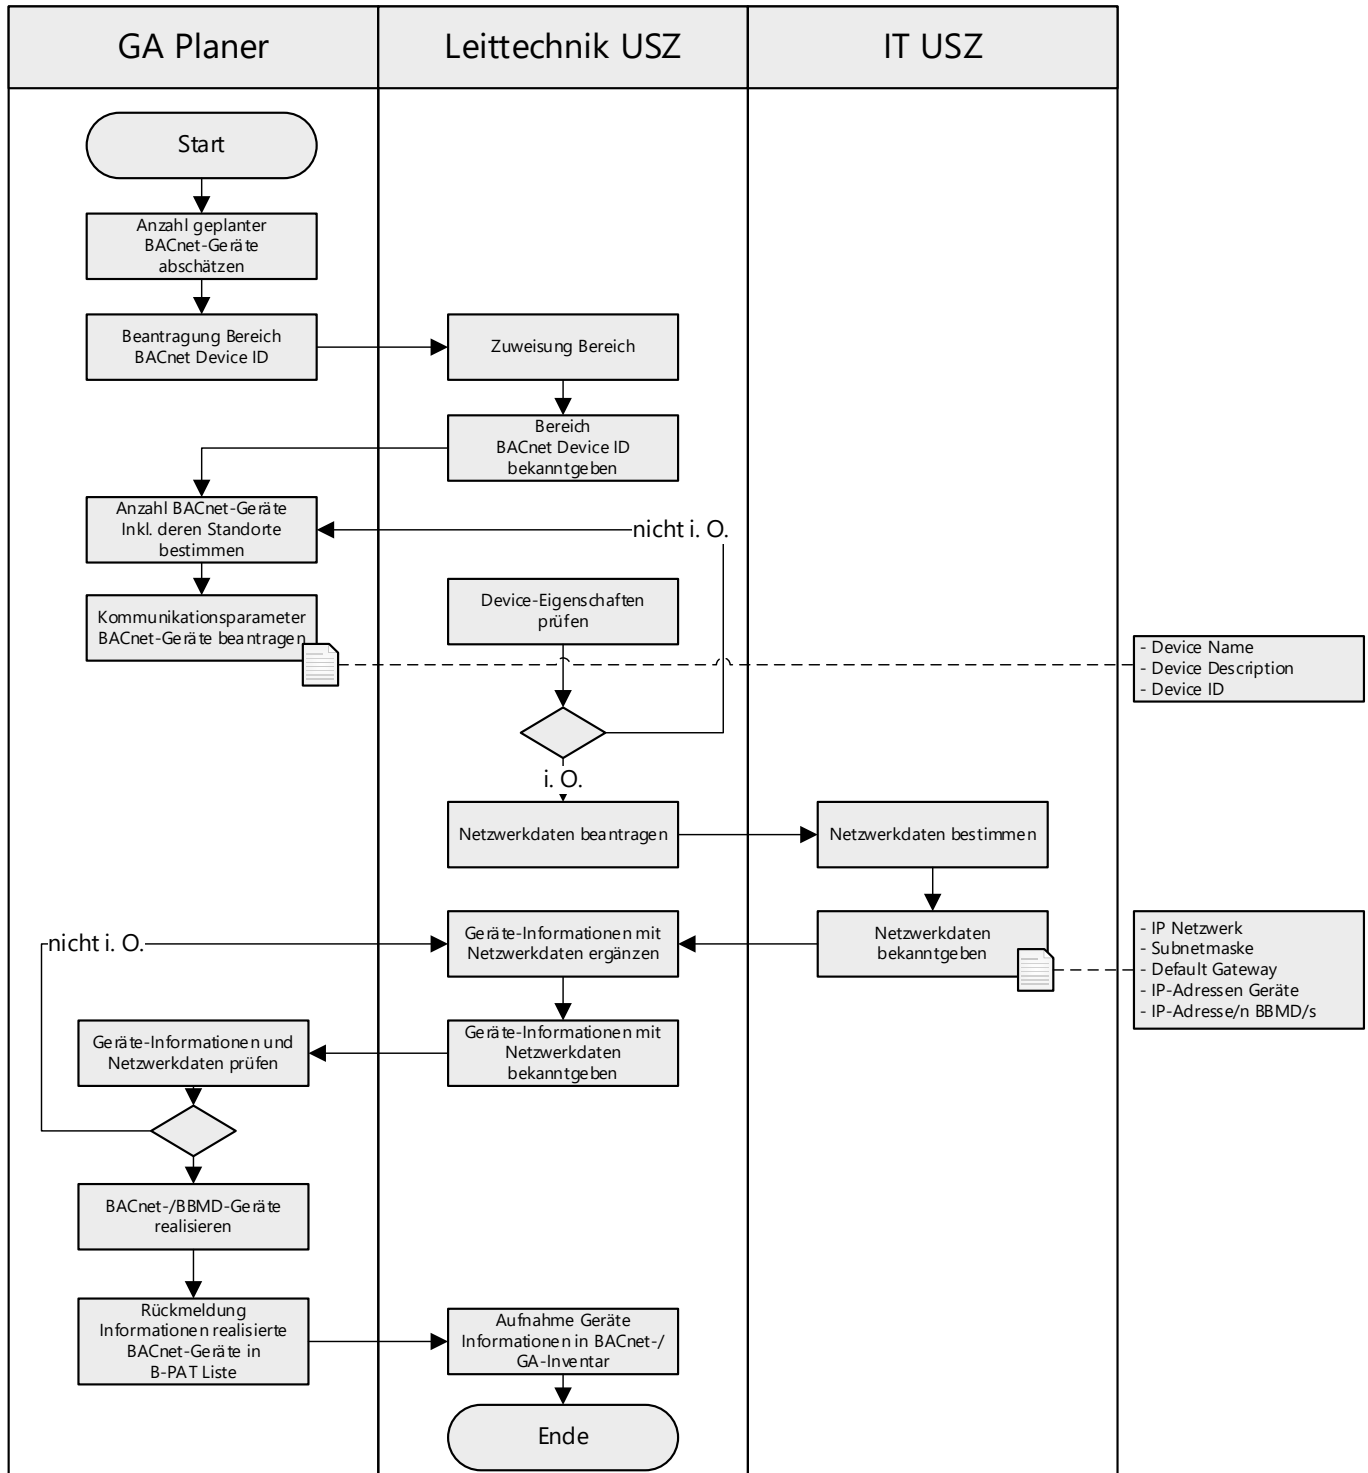 GA Planer
Leittechnik USZ
IT USZ
Start
Anzahl geplanter
BACnet-Geräte
abschätzen
Beantragung Bereich
BACnet Device ID
Zuweisung Bereich
Bereich
BACnet Device ID
bekanntgeben
Anzahl BACnet-Geräte
Inkl. deren Standorte
bestimmen
nicht i. O.
Kommunikationsparameter
BACnet-Geräte beantragen
Device-Eigenschaften
prüfen
- Device Name
- Device Description
- Device ID
i. O.
Netzwerkdaten beantragen
Netzwerkdaten bestimmen
Netzwerkdaten
bekanntgeben
- IP Netzwerk
- Subnetmaske
- Default Gateway
- IP-Adressen Geräte
- IP-Adresse/n BBMD/s
Geräte-Informationen mit
Netzwerkdaten ergänzen
nicht i. O.
Geräte-Informationen mit
Netzwerkdaten
bekanntgeben
Geräte-Informationen und
Netzwerkdaten prüfen
BACnet-/BBMD-Geräte
realisieren
Rückmeldung
Informationen realisierte
BACnet-Geräte in
B-PAT Liste
Aufnahme Geräte
Informationen in BACnet-/
GA-Inventar
Ende